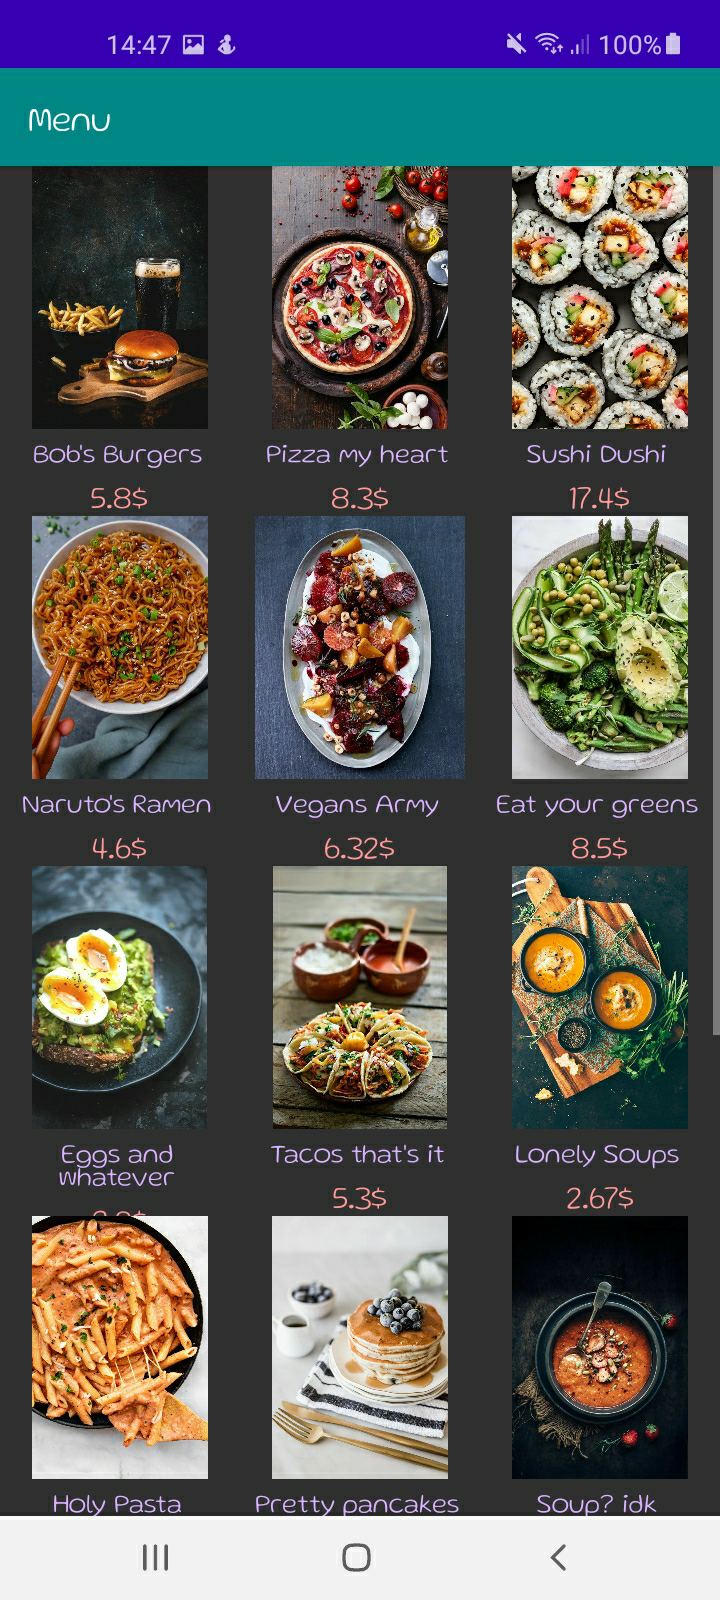 14:47
100%
Menu
Bob's Burgers
Pizza my heart
Sushi Dushi
5.8$
8.3$
17.4$
Naruto's Ramen
Vegans Army
Eat your greens
4.6$
6.32$
8.5$
Eggs and
whatever
Tacos that's it
Lonely Soups
5.3$
2.67$
Holy Pasta
Pretty pancakes
Soup? idk